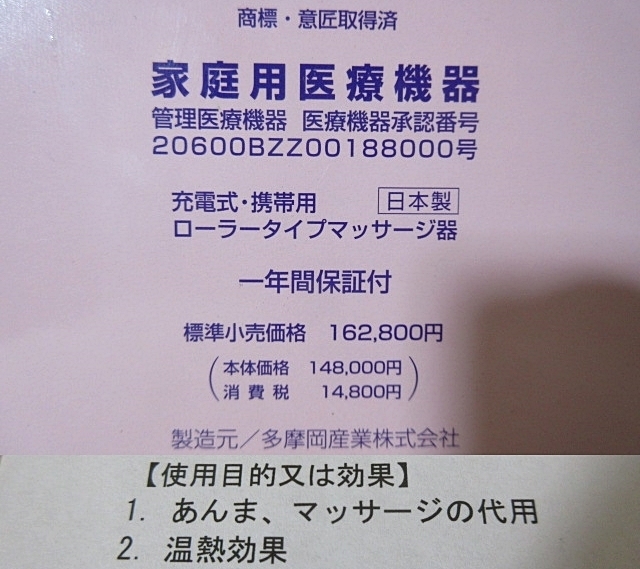 商標・意匠取得済
家庭用医療機器
管理医療機器 医療機器承認番号
20600BZZ00188000号
充電式・携帯用 日本製
ローラータイプマッサージ器
一年間保証付
標準小売価格 162,800円
(本体価格 148,000円
消費税 14,800円)
製造元／多摩岡産業株式会社
【使用目的又は効果】
1. あんま、マッサージの代用
2. 温熱効果